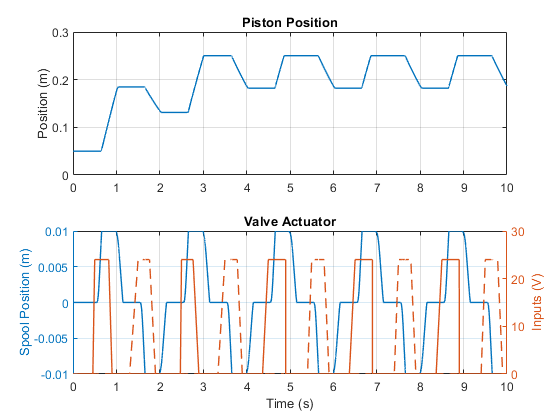 Piston Position
0.3
0.2
0.1
0
Position (m)
0 1 2 3 4 5 6 7 8 9 10
Valve Actuator
0.01
0.005
0
-0.005
-0.01
Spool Position (m)
30
20
10
0
Inputs (V)
0 1 2 3 4 5 6 7 8 9 10
Time (s)